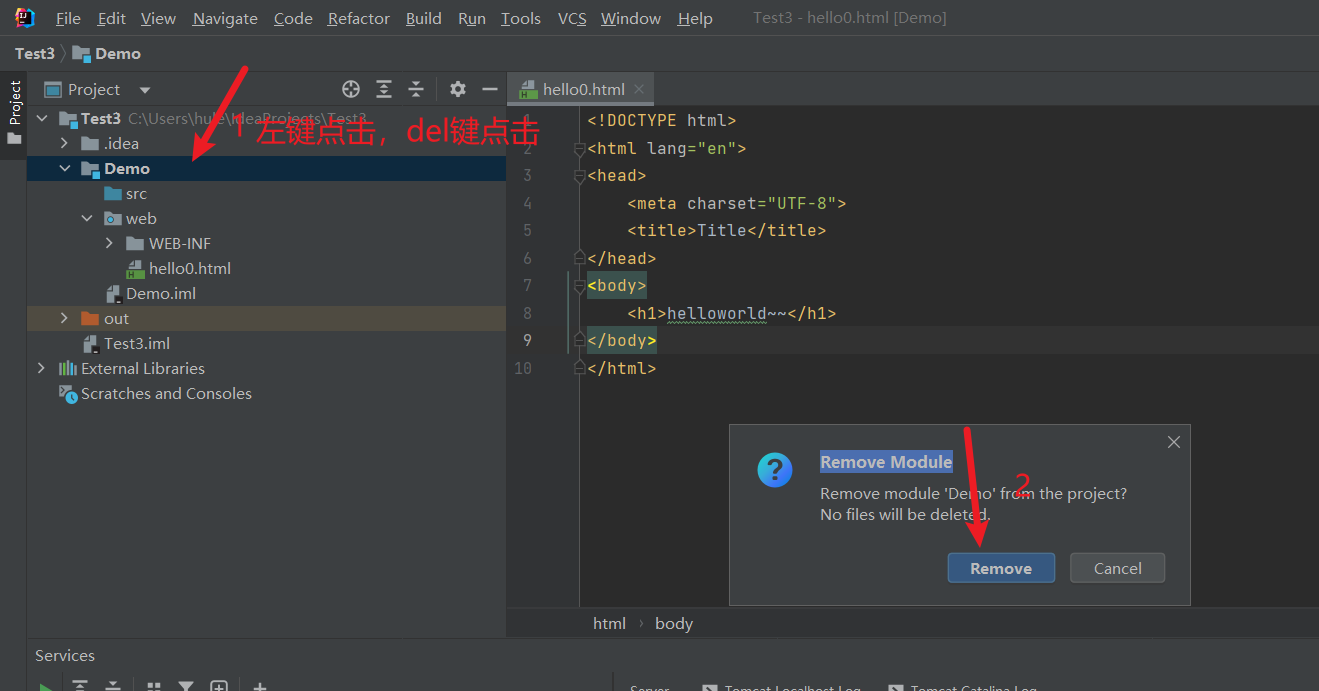 File Edit View Navigate Code Refactor Build Run Tools VCS Window Help Test3 - hello0.html [Demo]
Test3 Demo
Project
Project
hello0.html
Test3 C:\Users\hule\IdeaProjects\Test3
1 左键点击，del键点击
.idea
Demo
src
web
WEB-INF
hello0.html
Demo.iml
out
Test3.iml
External Libraries
Scratches and Consoles
1 <!DOCTYPE html>
2 <html lang="en">
3 <head>
4 <meta charset="UTF-8">
5 <title>Title</title>
6 </head>
7 <body>
8 <h1>helloworld~~</h1>
9 </body>
10 </html>
Remove Module
Remove module 'Demo' from the project?
No files will be deleted.
2
Remove Cancel
html › body
Services
Server Tomcat Localhost Log Tomcat Catalina Log